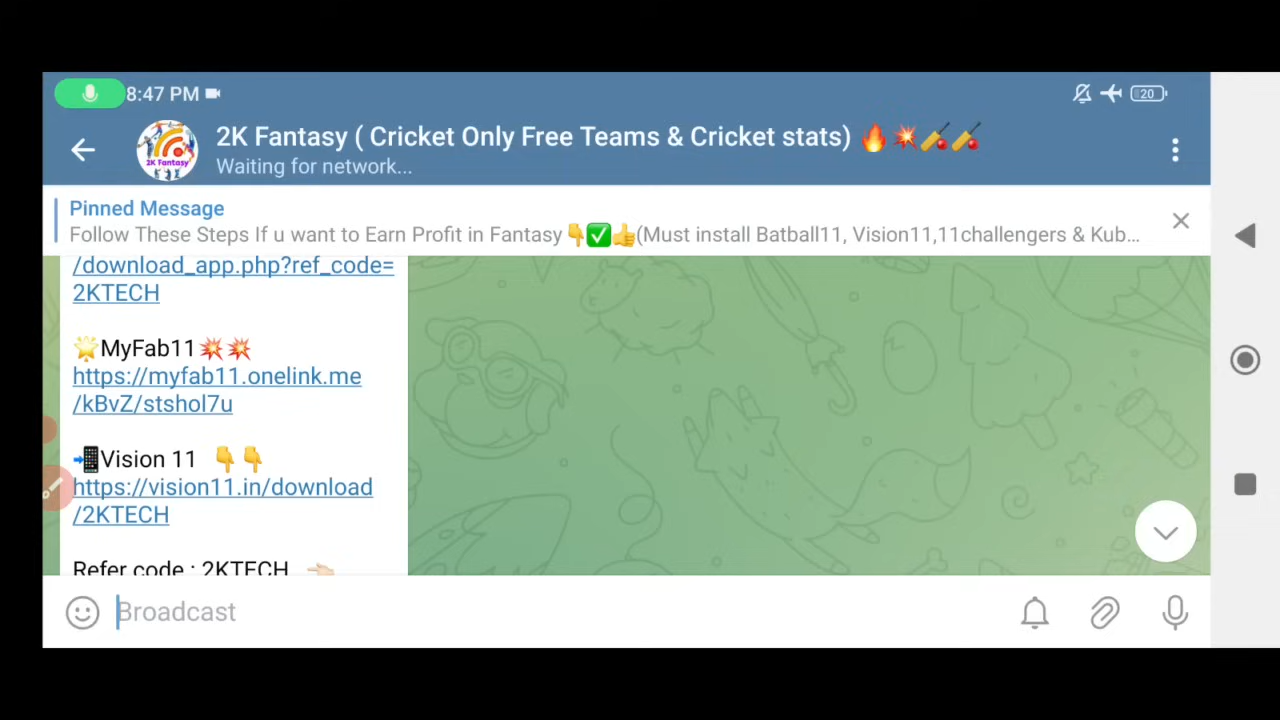 8:47 PM
20
2K Fantasy ( Cricket Only Free Teams & Cricket stats) 🔥💥🏏🏏
2K Fantasy
Waiting for network...
Pinned Message
Follow These Steps If u want to Earn Profit in Fantasy 👇✅👍(Must install Batball11, Vision11,11challengers & Kub...
/download_app.php?ref_code=
2KTECH
🌟MyFab11💥💥
https://myfab11.onelink.me
/kBvZ/stshol7u
📲Vision 11 👇👇
https://vision11.in/download
/2KTECH
Refer code : 2KTECH 👈🏻
Broadcast